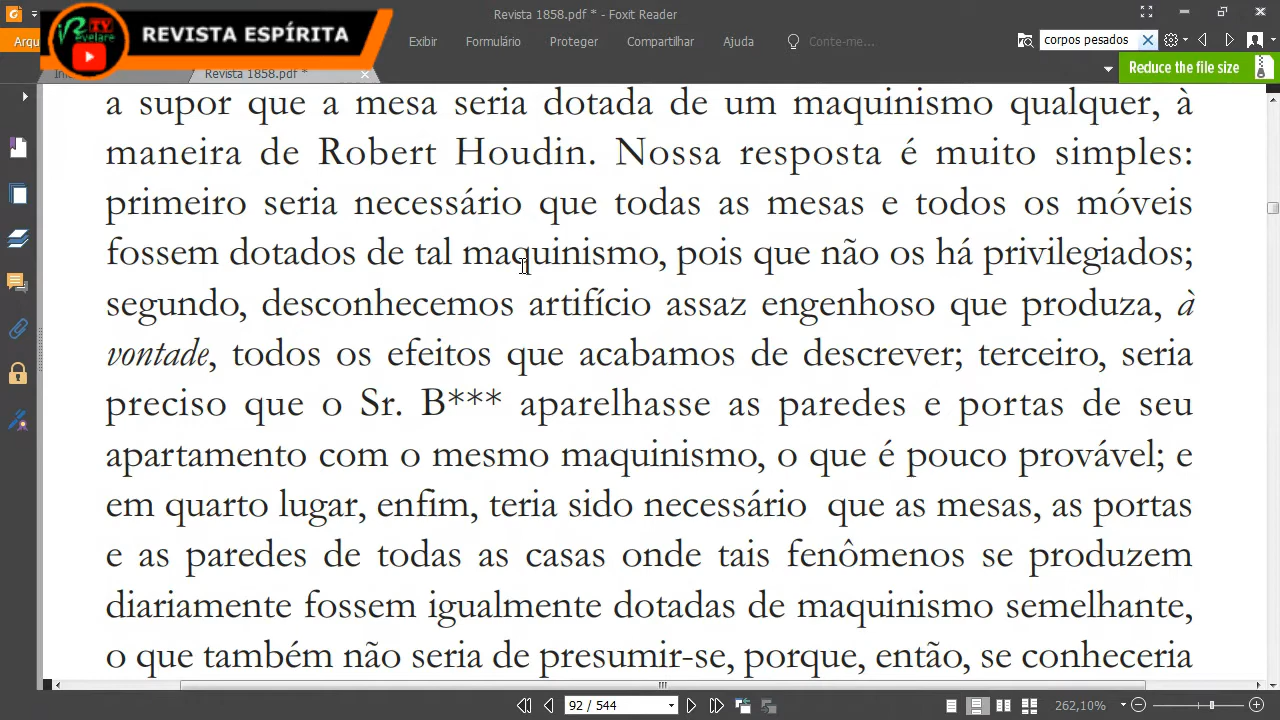 Revista 1858.pdf * - Foxit Reader
Arqu
Exibir
Formulário
Proteger
Compartilhar
Ajuda
Conte-me...
corpos pesados
TV
Revelare
REVISTA ESPÍRITA
Revista 1858.pdf *
Reduce the file size
a supor que a mesa seria dotada de um maquinismo qualquer, à
maneira de Robert Houdin. Nossa resposta é muito simples:
primeiro seria necessário que todas as mesas e todos os móveis
fossem dotados de tal maquinismo, pois que não os há privilegiados;
segundo, desconhecemos artifício assaz engenhoso que produza, à
vontade, todos os efeitos que acabamos de descrever; terceiro, seria
preciso que o Sr. B*** aparelhasse as paredes e portas de seu
apartamento com o mesmo maquinismo, o que é pouco provável; e
em quarto lugar, enfim, teria sido necessário que as mesas, as portas
e as paredes de todas as casas onde tais fenômenos se produzem
diariamente fossem igualmente dotadas de maquinismo semelhante,
o que também não seria de presumir-se, porque, então, se conheceria
92 / 544
262,10%